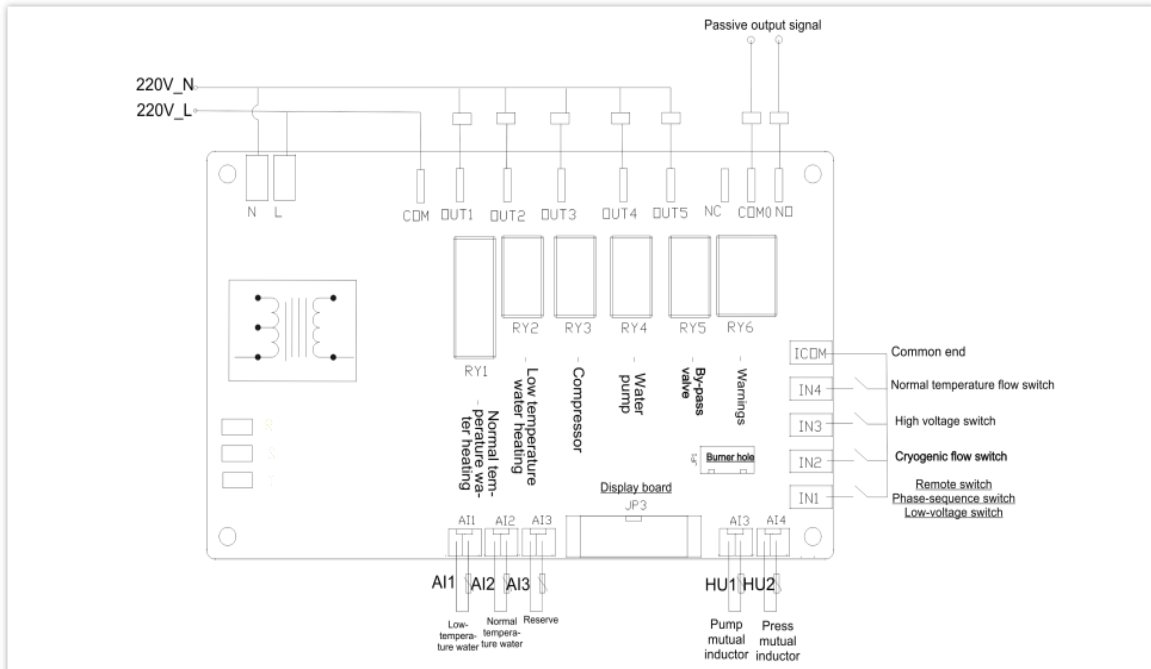 Passive output signal
220V_N
220V_L
N
L
COM
OUT1
OUT2
OUT3
OUT4
OUT5
NC
COM0
NO
RY1
RY2
RY3
RY4
RY5
RY6
- Normal tem-
perature wa-
ter heating
- Low temperature
water heating
- Compressor
- Water
pump
- By-pass
valve
- Warnings
ICOM
Common end
IN4
Normal temperature flow switch
IN3
High voltage switch
IN2
Cryogenic flow switch
IN1
Remote switch
Phase-sequence switch
Low-voltage switch
Burner hole
Display board
JP3
AI1
AI2
AI3
AI3
AI4
AI1
AI2
AI3
HU1
HU2
Low-
tempera-
ture water
Normal
tempera-
ture water
Reserve
Pump
mutual
inductor
Press
mutual
inductor